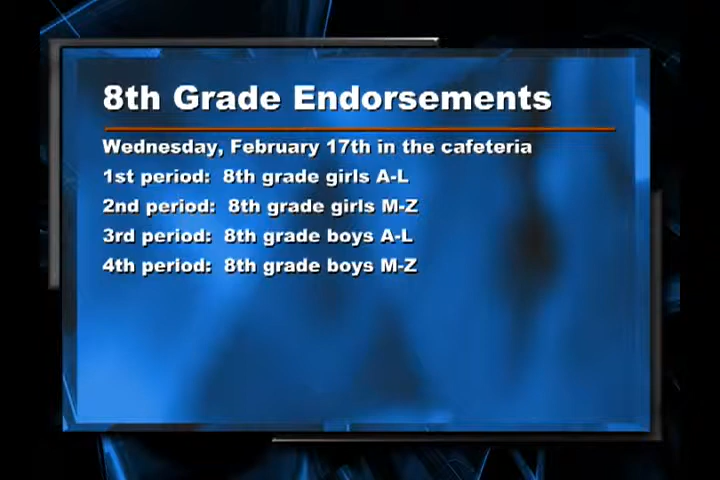 8th Grade Endorsements
Wednesday, February 17th in the cafeteria
1st period:  8th grade girls A-L
2nd period:  8th grade girls M-Z
3rd period:  8th grade boys A-L
4th period:  8th grade boys M-Z